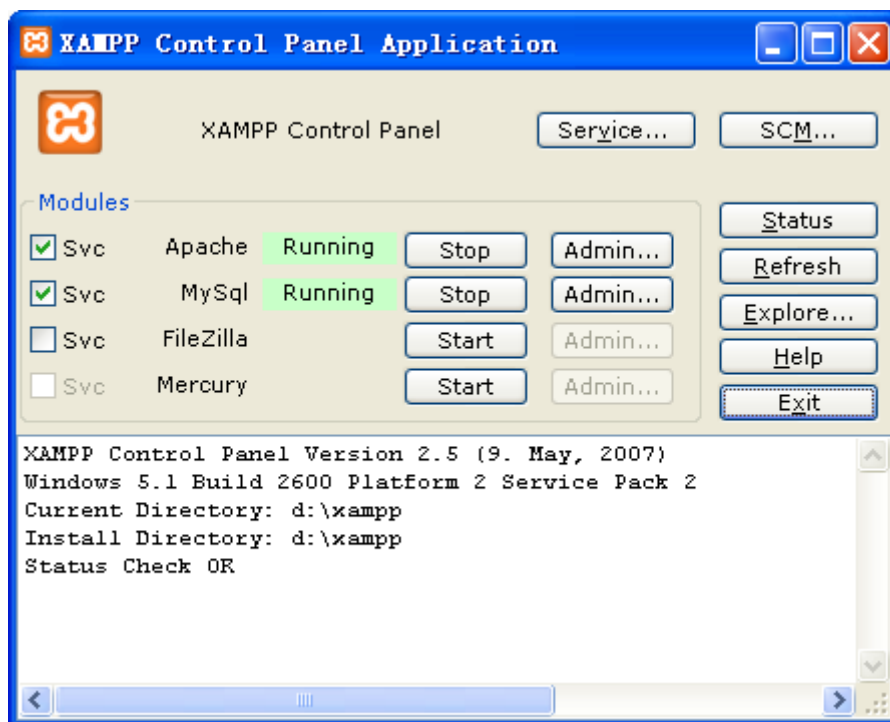 XAMPP Control Panel Application
XAMPP Control Panel Service... SCM...
Modules
Status
Svc Apache Running Stop Admin...
Refresh
Svc MySql Running Stop Admin...
Explore...
Svc FileZilla Start Admin...
Help
Svc Mercury Start Admin...
Exit
XAMPP Control Panel Version 2.5 (9. May, 2007)
Windows 5.1 Build 2600 Platform 2 Service Pack 2
Current Directory: d:\xampp
Install Directory: d:\xampp
Status Check OK